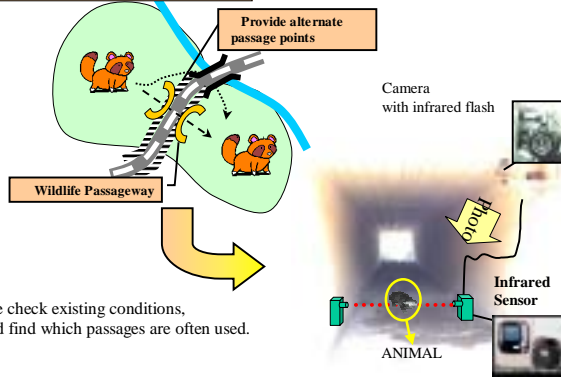 Provide alternate
passage points
Camera
with infrared flash
Wildlife Passageway
Photo
Infrared
Sensor
e check existing conditions,
d find which passages are often used.
ANIMAL